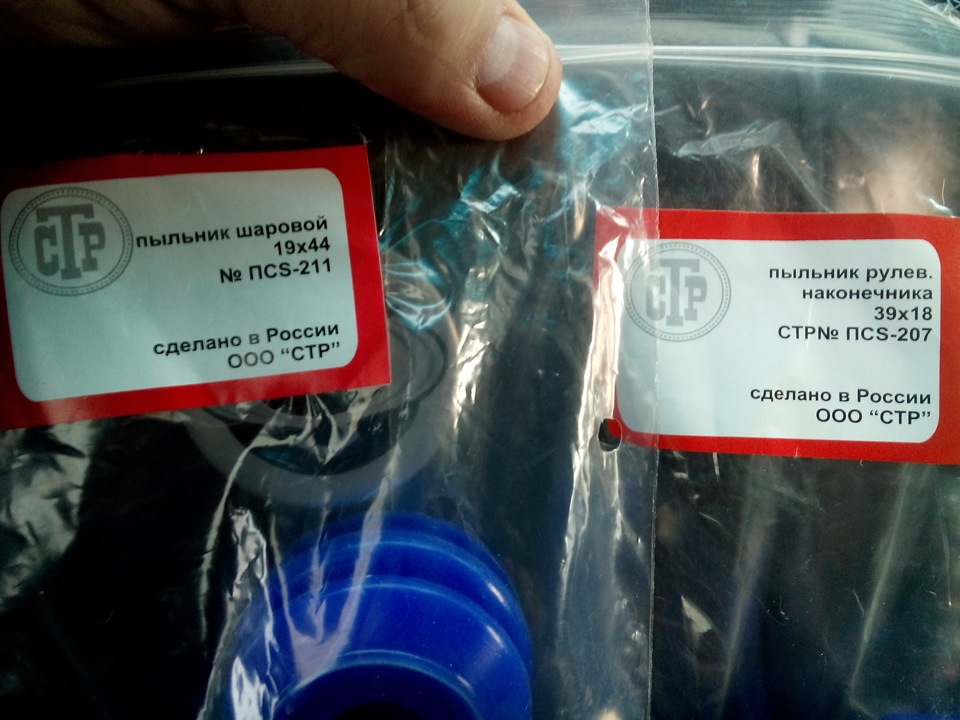 СТР
пыльник шаровой
19х44
№ ПСS-211
сделано в России
ООО “СТР”
СТР
пыльник рулев.
наконечника
39х18
СТР№ ПСS-207
сделано в России
ООО “СТР”